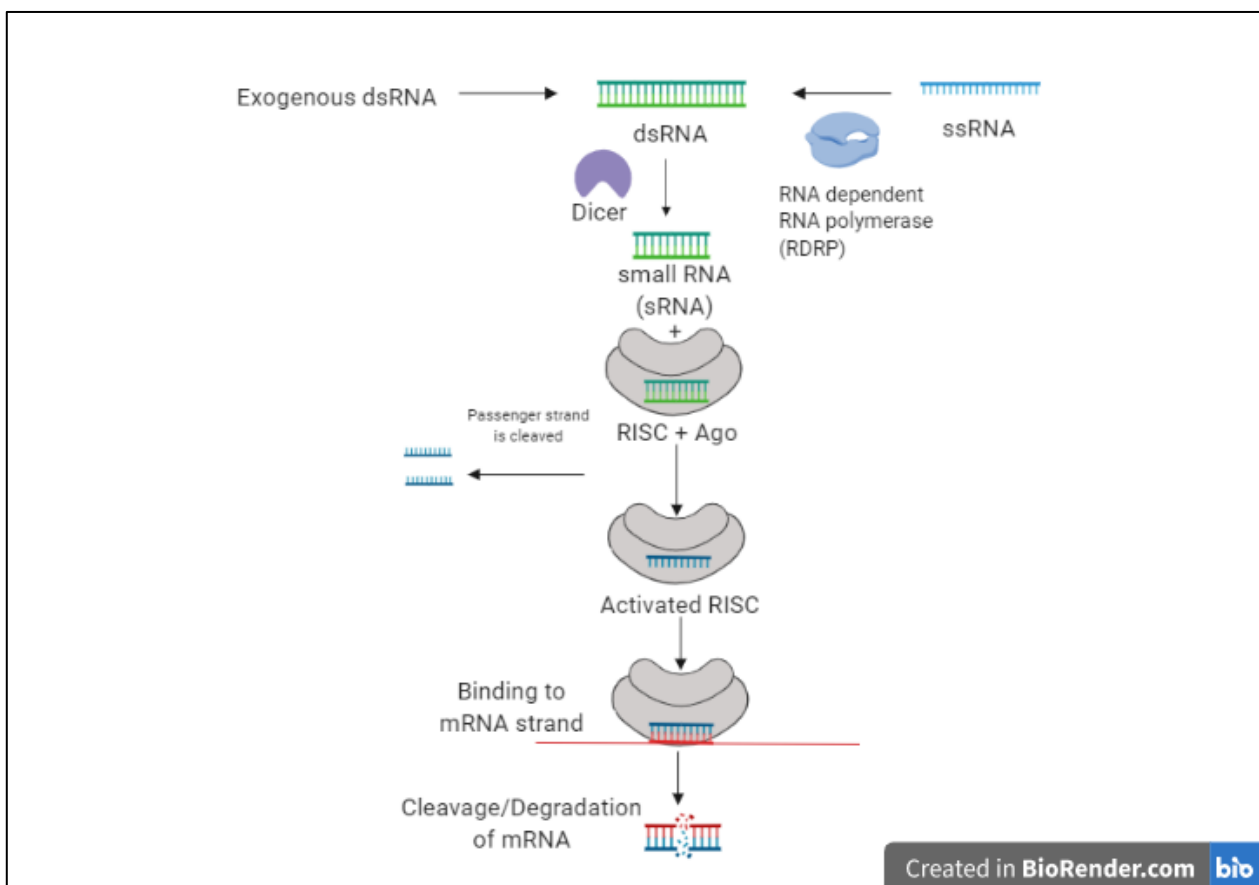 Exogenous dsRNA
dsRNA
ssRNA
Dicer
RNA dependent
RNA polymerase
(RDRP)
small RNA
(sRNA)
+
Passenger strand
is cleaved
RISC + Ago
Activated RISC
Binding to
mRNA strand
Cleavage/Degradation
of mRNA
Created in BioRender.com bio